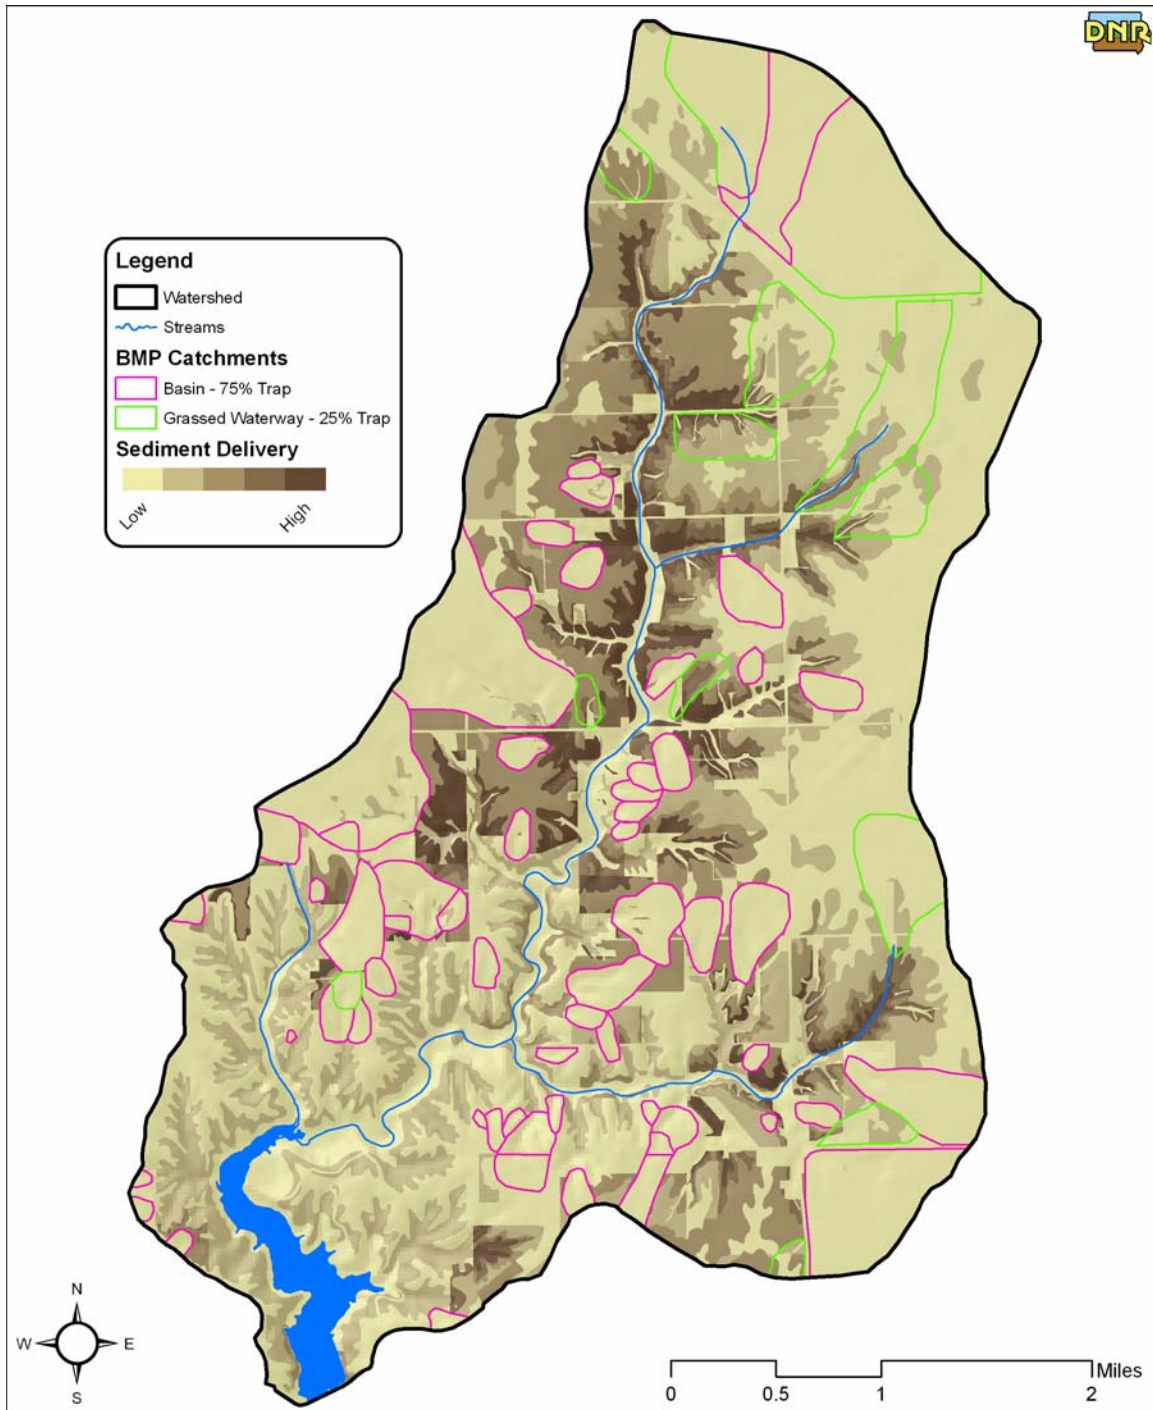 DNR
Legend
Watershed
Streams
BMP Catchments
Basin - 75% Trap
Grassed Waterway - 25% Trap
Sediment Delivery
Low High
N
W E
S
Miles
0 0.5 1 2